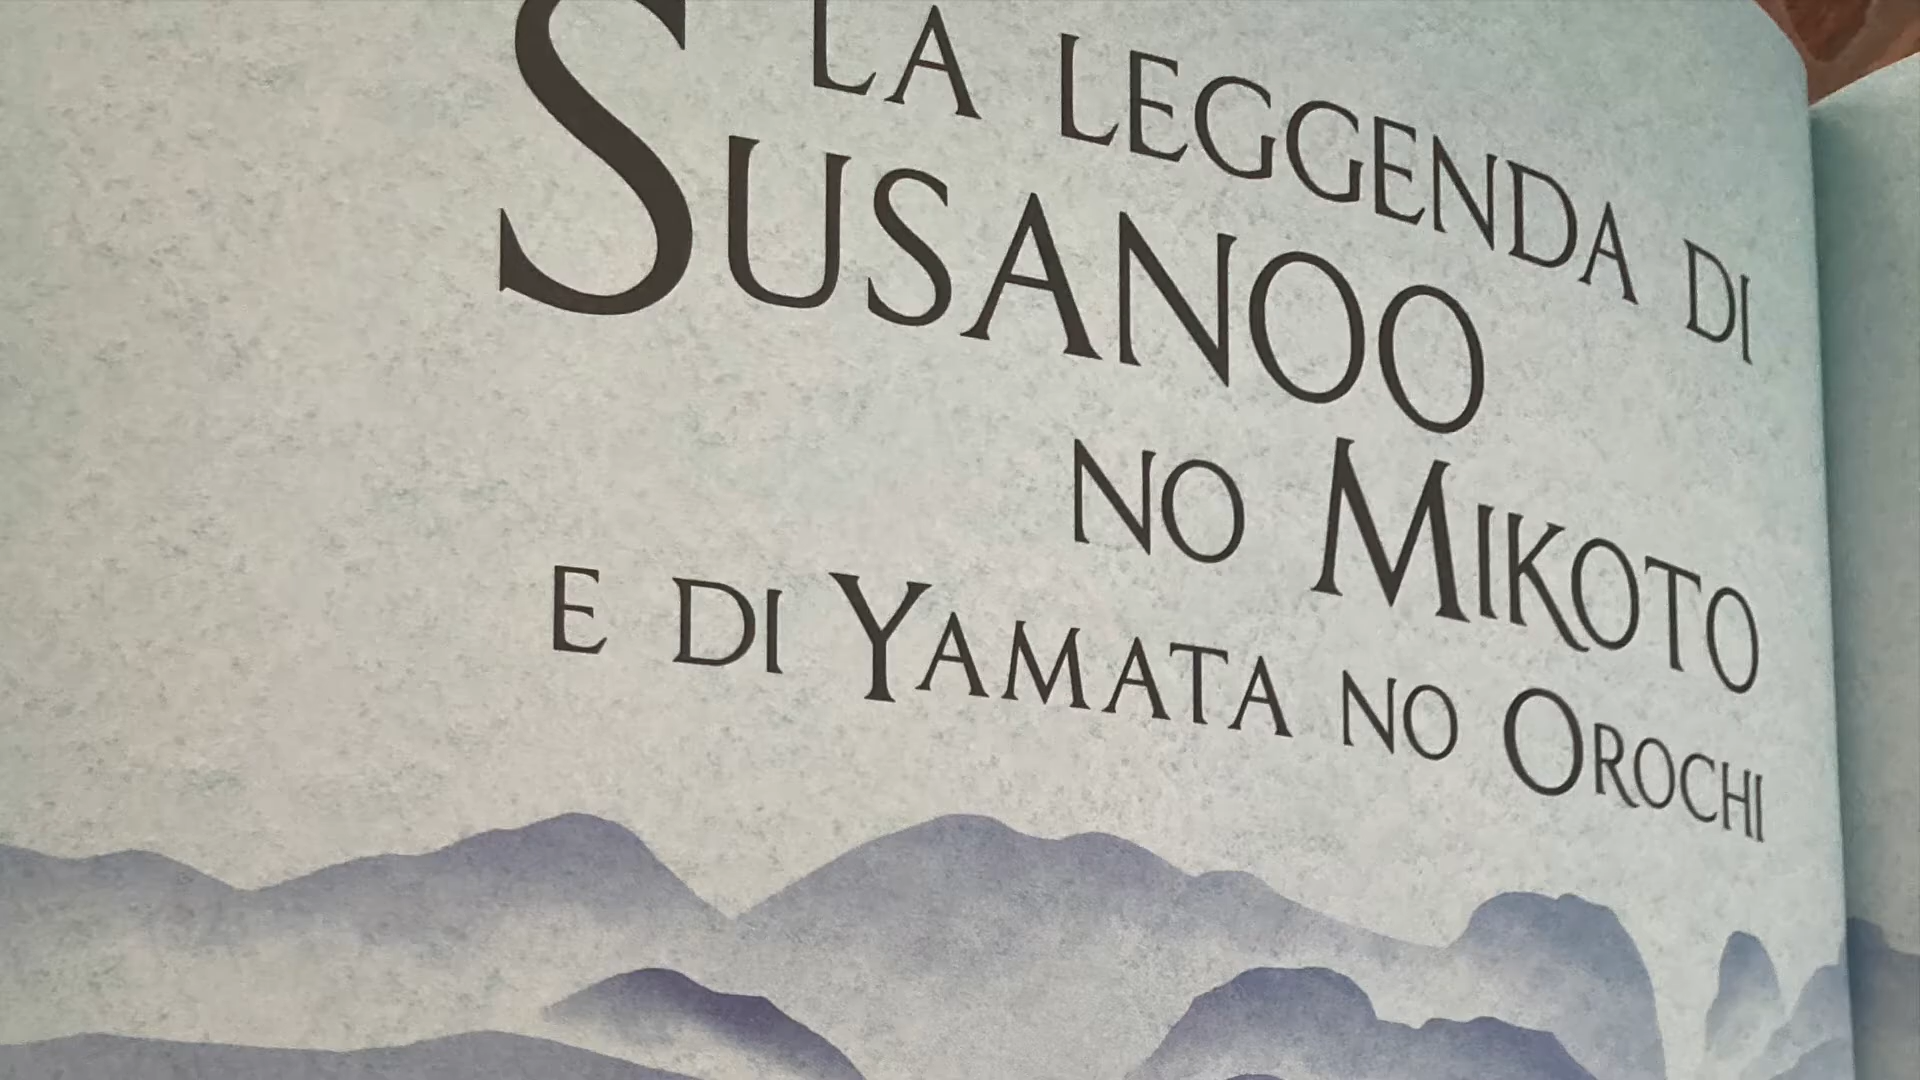 LA LEGGENDA DI
SUSANOO
NO MIKOTO
E DI YAMATA NO OROCHI